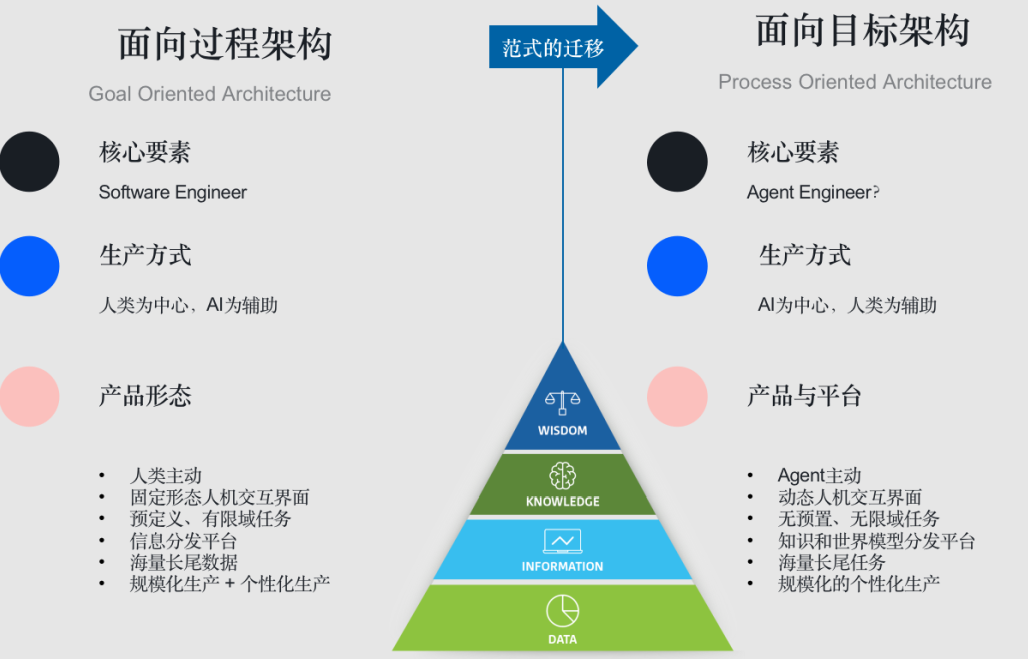 面向过程架构
Goal Oriented Architecture
核心要素
Software Engineer
生产方式
人类为中心，AI为辅助
产品形态
• 人类主动
• 固定形态人机交互界面
• 预定义、有限域任务
• 信息分发平台
• 海量长尾数据
• 规模化生产 + 个性化生产
范式的迁移
WISDOM
KNOWLEDGE
INFORMATION
DATA
面向目标架构
Process Oriented Architecture
核心要素
Agent Engineer?
生产方式
AI为中心，人类为辅助
产品与平台
• Agent主动
• 动态人机交互界面
• 无预置、无限域任务
• 知识和世界模型分发平台
• 海量长尾任务
• 规模化的个性化生产